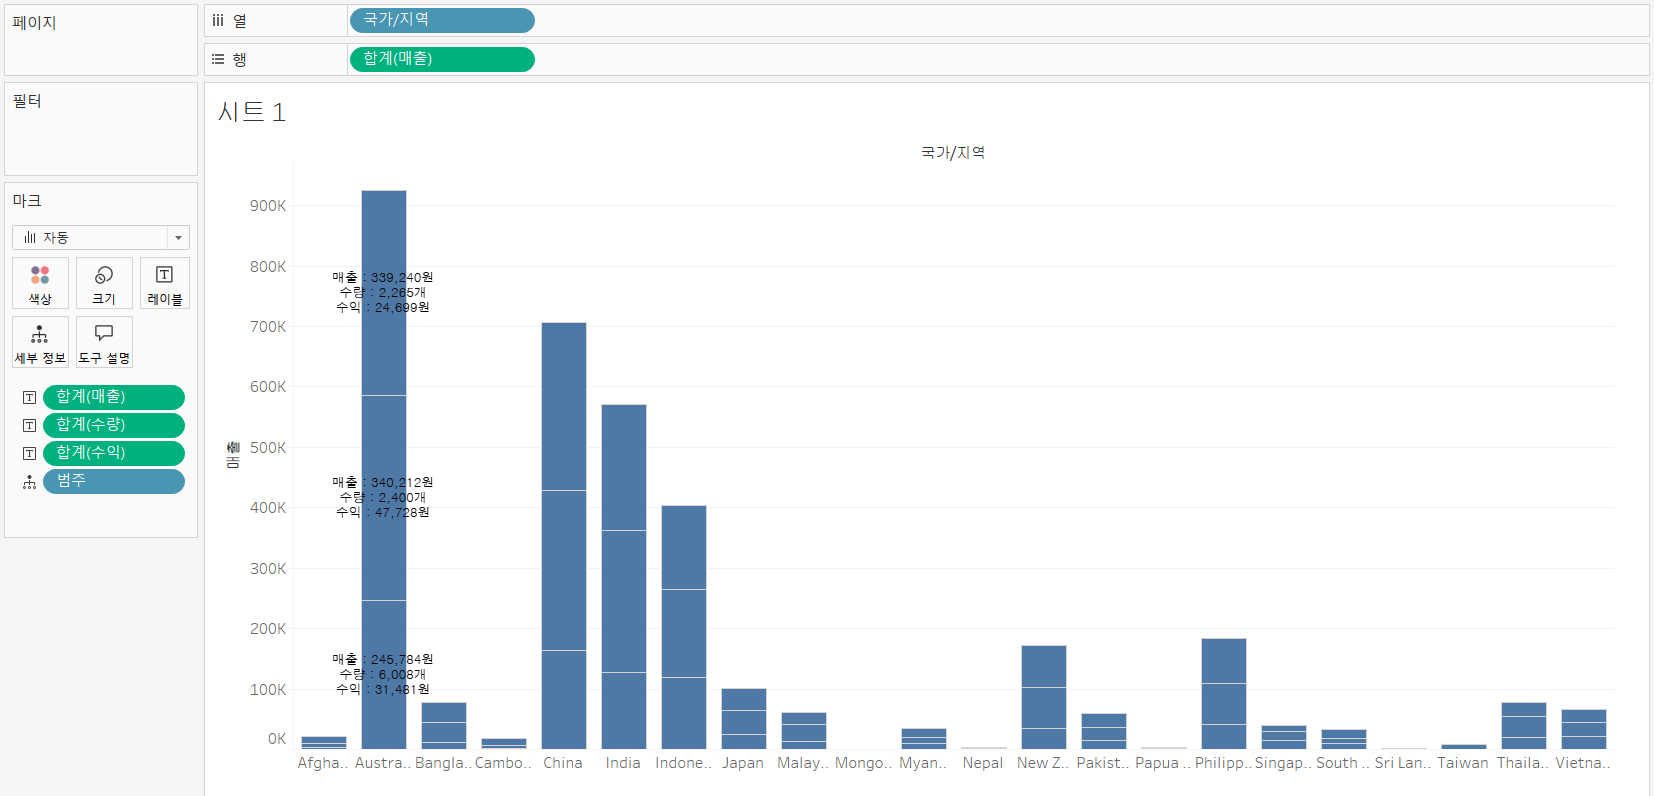 페이지
열
국가/지역
행
합계(매출)
필터
마크
자동
색상
크기
레이블
세부 정보
도구 설명
합계(매출)
합계(수량)
합계(수익)
범주
시트 1
국가/지역
900K
800K
700K
600K
500K
400K
300K
200K
100K
0K
매출 : 339,240원
수량 : 2,265개
수익 : 24,699원
매출 : 340,212원
수량 : 2,400개
수익 : 47,728원
매출 : 245,784원
수량 : 6,008개
수익 : 31,481원
Afgha.. Austra.. Bangla.. Cambo.. China India Indone.. Japan Malay.. Mongo.. Myan.. Nepal New Z.. Pakist.. Papua .. Philipp.. Singap.. South .. Sri Lan.. Taiwan Thaila.. Vietna..